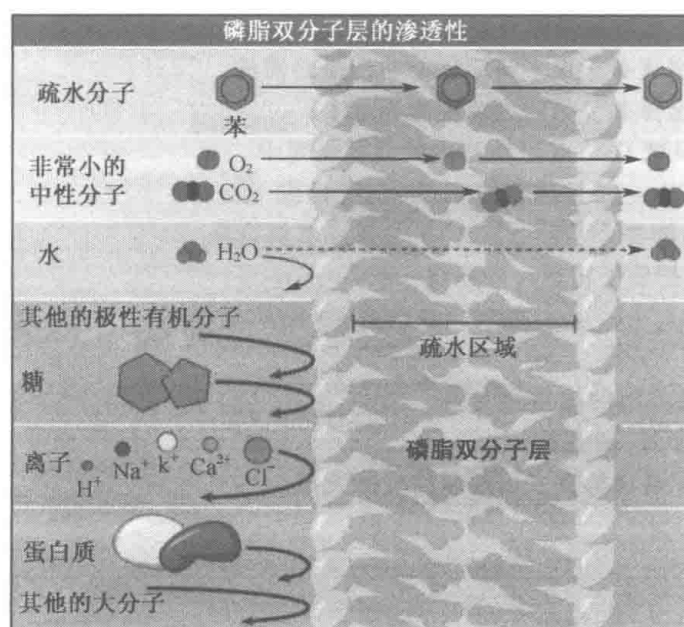 磷脂双分子层的渗透性
疏水分子
苯
非常小的
中性分子
O₂
CO₂
水
H₂O
其他的极性有机分子
糖
疏水区域
离子
H⁺
Na⁺
k⁺
Ca²⁺
Cl⁻
磷脂双分子层
蛋白质
其他的大分子